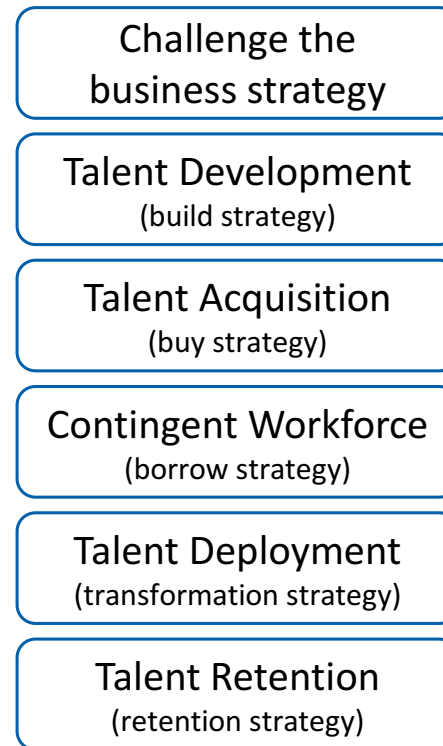 Challenge the
business strategy
Talent Development
(build strategy)
Talent Acquisition
(buy strategy)
Contingent Workforce
(borrow strategy)
Talent Deployment
(transformation strategy)
Talent Retention
(retention strategy)